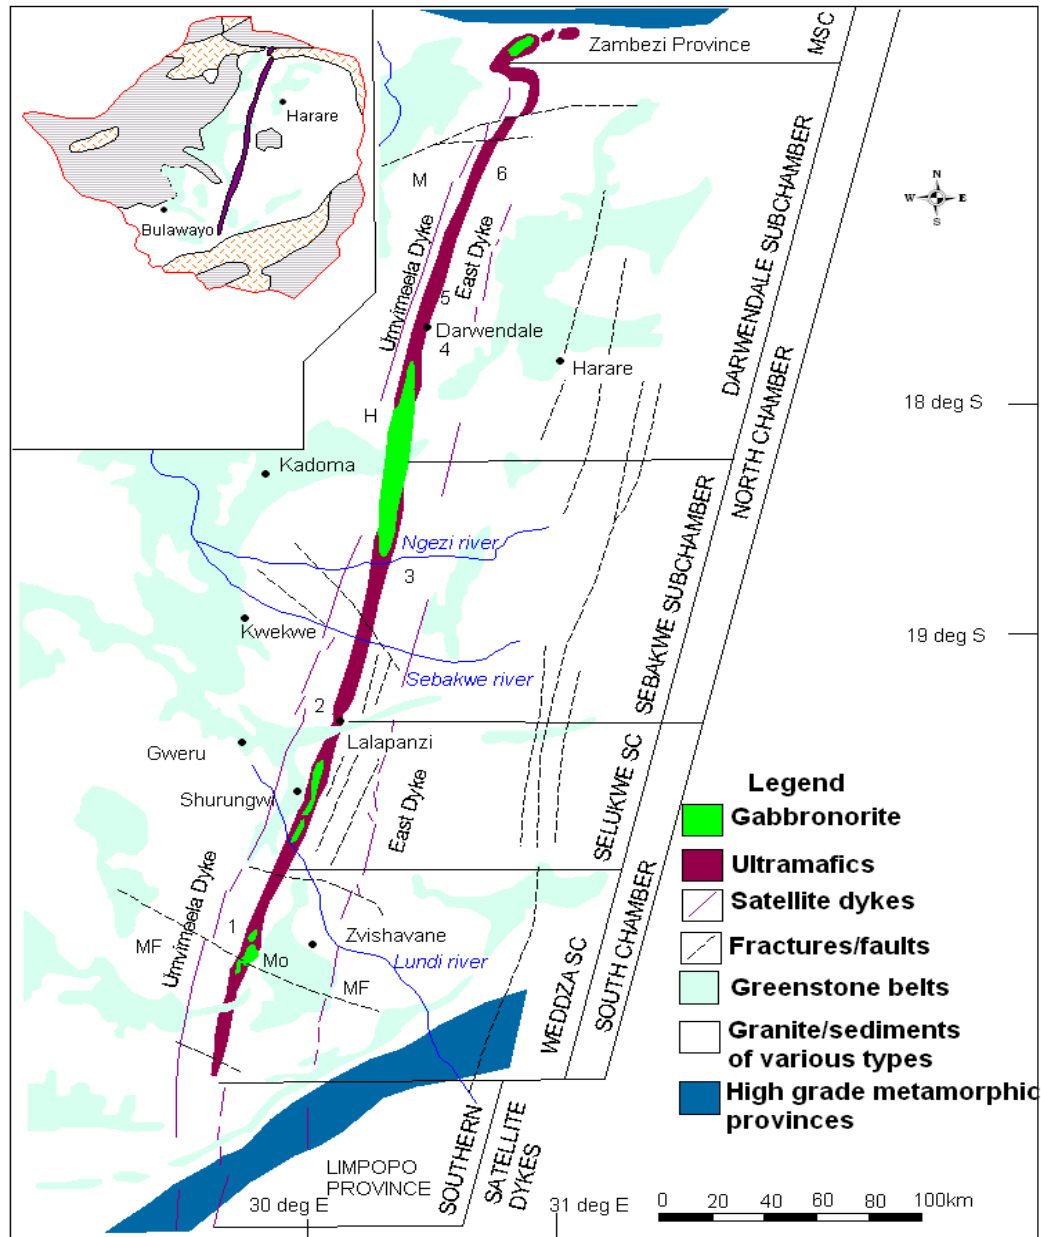 Harare
Bulawayo
Zambezi Province
MSC
N
W
E
S
M
6
Umvimeela Dyke
East Dyke
5
Darwendale
4
Harare
H
18 deg S
Kadoma
DARWENDALE SUBCHAMBER
NORTH CHAMBER
Ngezi river
3
Kwekwe
19 deg S
Sebakwe river
SEBAKWE SUBCHAMBER
2
Lalapanzi
Gweru
Shurungwi
East Dyke
SELUKWE SC
Umvimeela Dyke
1
MF
Mo
Zvishavane
Lundi river
MF
WEDDZA SC
SOUTH CHAMBER
Legend
Gabbronorite
Ultramafics
Satellite dykes
Fractures/faults
Greenstone belts
Granite/sediments
of various types
High grade metamorphic
provinces
LIMPOPO
PROVINCE
SOUTHERN
SATELLITE
DYKES
30 deg E
31 deg E
0 20 40 60 80 100km